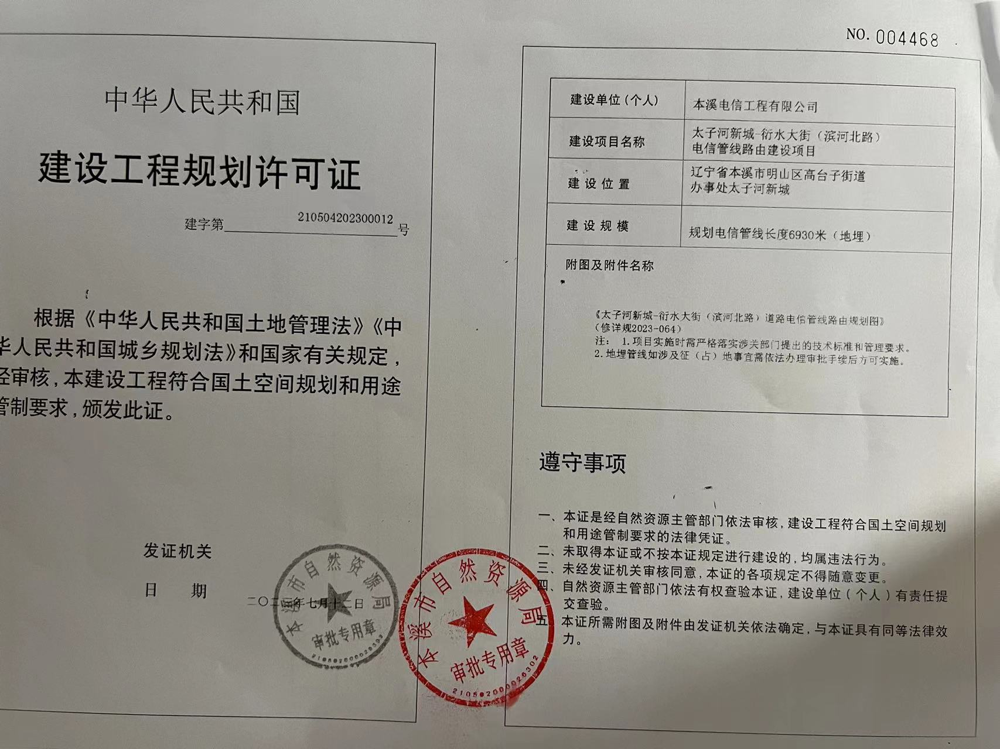 NO. 004468
中华人民共和国
建设工程规划许可证
建字第 210504202300012 号
根据《中华人民共和国土地管理法》《中
华人民共和国城乡规划法》和国家有关规定,
经审核,本建设工程符合国土空间规划和用途
管制要求,颁发此证。
发证机关
日 期
二〇二三年七月十二日
本溪市自然资源局
审批专用章
本溪市自然资源局
审批专用章
210502000026302
建设单位(个人) 本溪电信工程有限公司
建设项目名称 太子河新城-衍水大街（滨河北路）
电信管线路由建设项目
建设位置 辽宁省本溪市明山区高台子街道
办事处太子河新城
建设规模 规划电信管线长度6930米（地埋）
附图及附件名称
《太子河新城-衍水大街（滨河北路）道路电信管线路由规划图》
(修详规2023-064)
注： 1.项目实施时需严格落实涉关部门提出的技术标准和管理要求。
2.地埋管线如涉及征（占）地事宜需依法办理审批手续后方可实施。
遵守事项
一、本证是经自然资源主管部门依法审核,建设工程符合国土空间规划
和用途管制要求的法律凭证。
二、未取得本证或不按本证规定进行建设的,均属违法行为。
三、未经发证机关审核同意,本证的各项规定不得随意变更。
四、自然资源主管部门依法有权查验本证,建设单位(个人)有责任提
交查验。
五、本证所需附图及附件由发证机关依法确定,与本证具有同等法律效
力。